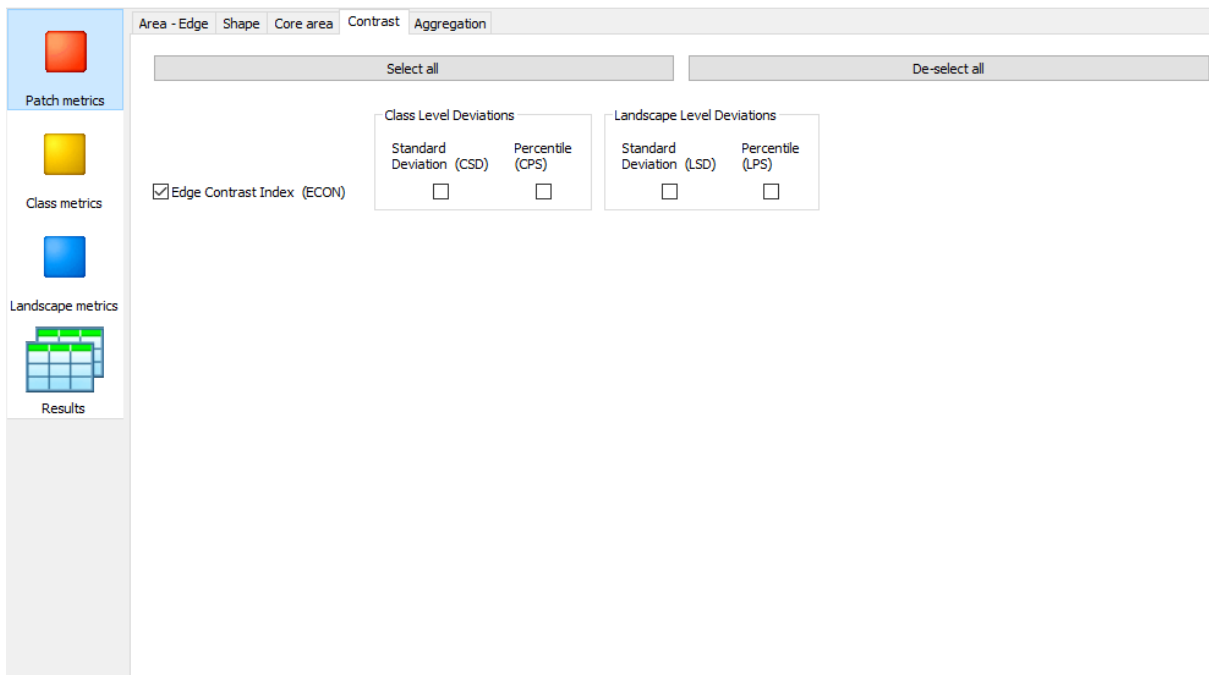 Area - Edge Shape Core area Contrast Aggregation
Select all De-select all
Patch metrics
Class Level Deviations Landscape Level Deviations
Standard Percentile Standard Percentile
Deviation (CSD) (CPS) Deviation (LSD) (LPS)
Edge Contrast Index (ECON)
Class metrics
Landscape metrics
Results